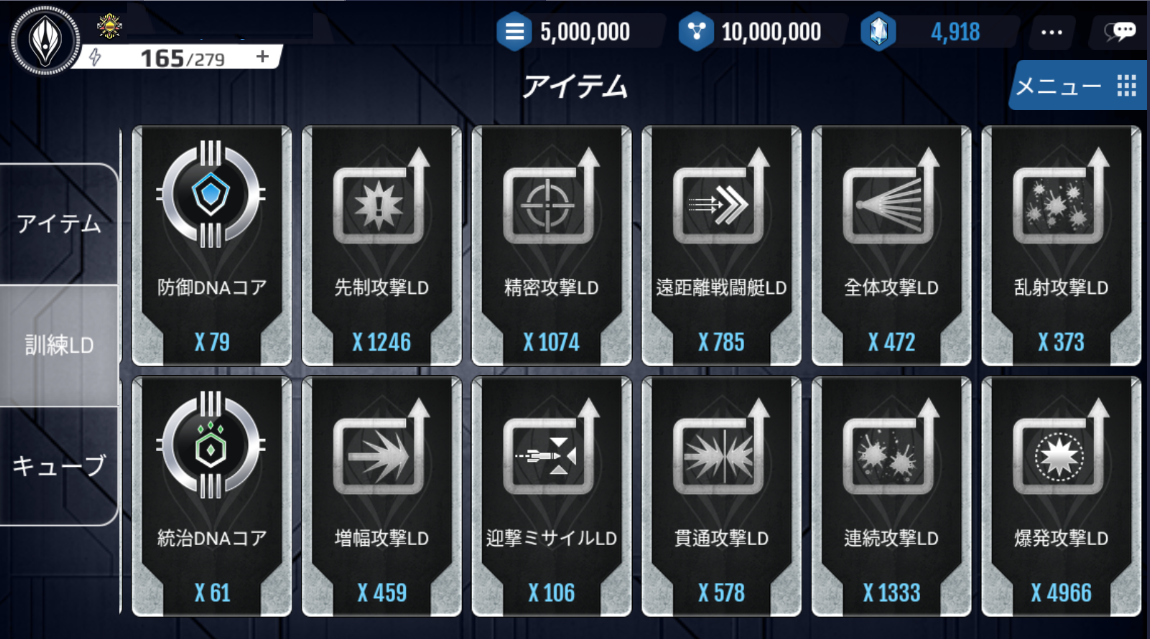 5,000,000
10,000,000
4,918
165/279 +
アイテム
メニュー
アイテム
訓練LD
キューブ
防御DNAコア
先制攻撃LD
精密攻撃LD
遠距離戦闘艇LD
全体攻撃LD
乱射攻撃LD
X 79
X 1246
X 1074
X 785
X 472
X 373
統治DNAコア
増幅攻撃LD
迎撃ミサイルLD
貫通攻撃LD
連続攻撃LD
爆発攻撃LD
X 61
X 459
X 106
X 578
X 1333
X 4966